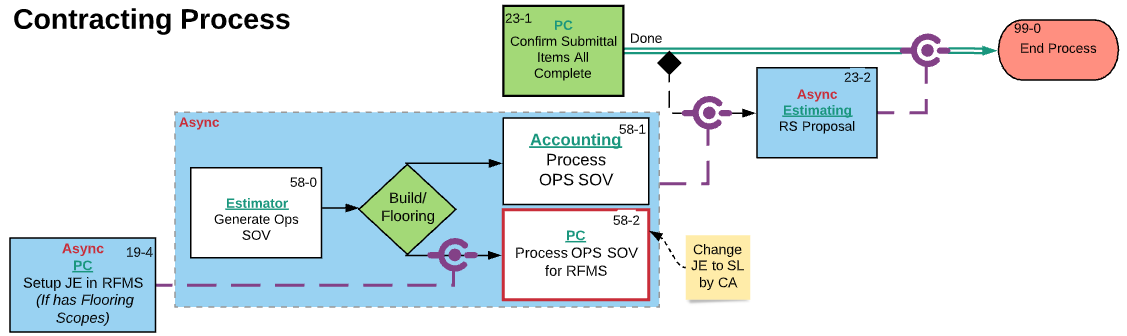 Contracting Process
23-1
PC
Confirm Submittal
Items All
Complete
Done
99-0
End Process
23-2
Async
Estimating
RS Proposal
Async
58-0
Estimator
Generate Ops
SOV
Build/
Flooring
58-1
Accounting
Process
OPS SOV
58-2
PC
Process OPS SOV
for RFMS
Change
JE to SL
by CA
Async
19-4
PC
Setup JE in RFMS
(If has Flooring
Scopes)